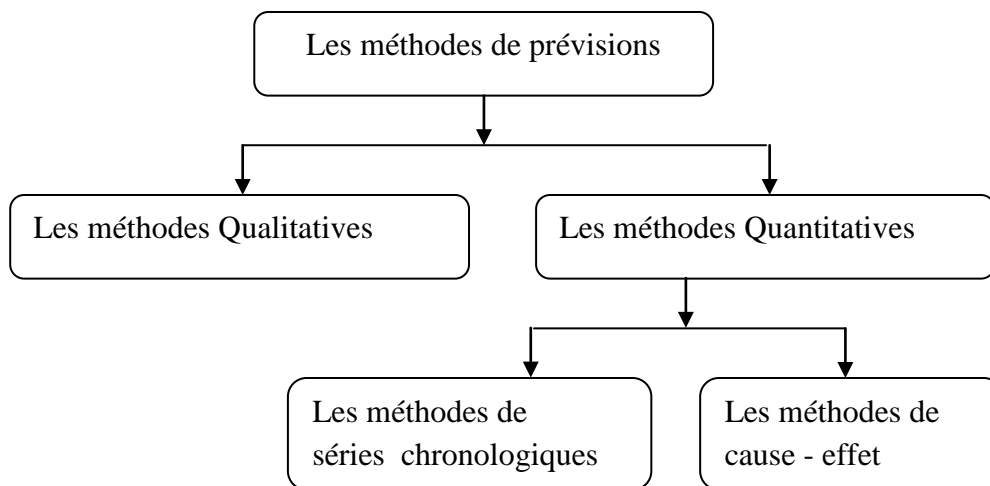 Les méthodes de prévisions
Les méthodes Qualitatives
Les méthodes Quantitatives
Les méthodes de
séries chronologiques
Les méthodes de
cause - effet